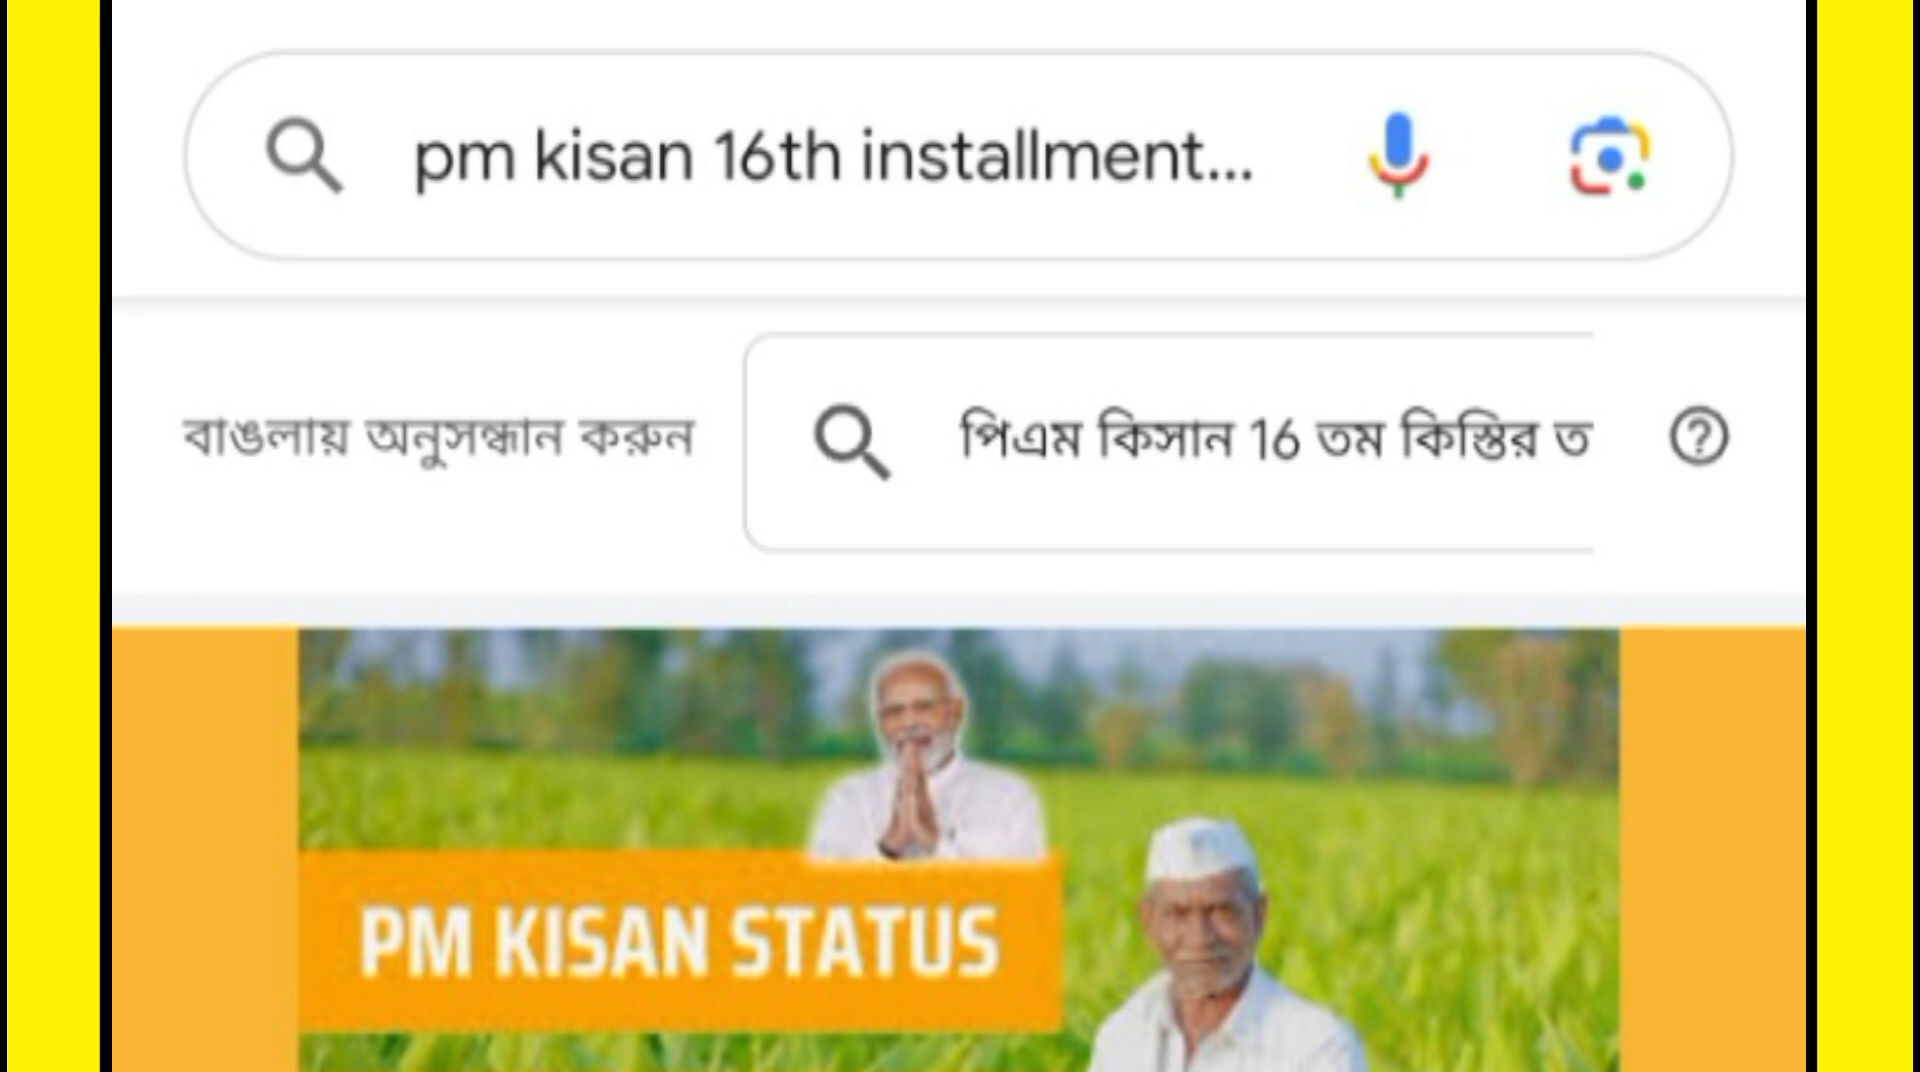 pm kisan 16th installment...
বাঙলায় অনুসন্ধান করুন
পিএম কিসান 16 তম কিস্তির ত
PM KISAN STATUS